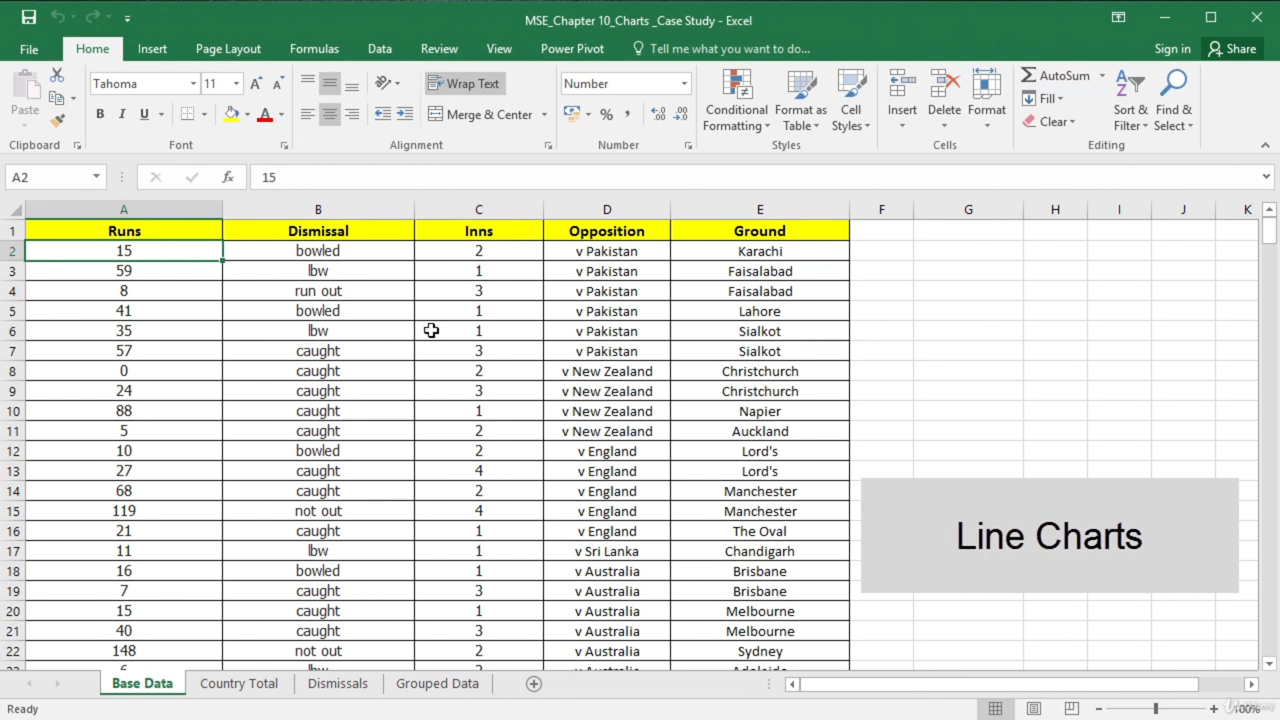 MSE_Chapter 10_Charts _Case Study - Excel
File Home Insert Page Layout Formulas Data Review View Power Pivot Tell me what you want to do... Sign in Share
Paste
Tahoma 11 A A
B I U A
Wrap Text
Merge & Center
Number
% , .0 .00 .00 .0
Conditional Formatting
Format as Table
Cell Styles
Insert Delete Format
AutoSum
Fill
Clear
Sort & Filter
Find & Select
Clipboard Font Alignment Number Styles Cells Editing
A2 fx 15
A B C D E F G H I J K
1 Runs Dismissal Inns Opposition Ground
2 15 bowled 2 v Pakistan Karachi
3 59 lbw 1 v Pakistan Faisalabad
4 8 run out 3 v Pakistan Faisalabad
5 41 bowled 1 v Pakistan Lahore
6 35 lbw 1 v Pakistan Sialkot
7 57 caught 3 v Pakistan Sialkot
8 0 caught 2 v New Zealand Christchurch
9 24 caught 3 v New Zealand Christchurch
10 88 caught 1 v New Zealand Napier
11 5 caught 2 v New Zealand Auckland
12 10 bowled 2 v England Lord's
13 27 caught 4 v England Lord's
14 68 caught 2 v England Manchester
15 119 not out 4 v England Manchester
16 21 caught 1 v England The Oval
17 11 lbw 1 v Sri Lanka Chandigarh
18 16 bowled 1 v Australia Brisbane
19 7 caught 3 v Australia Brisbane
20 15 caught 1 v Australia Melbourne
21 40 caught 3 v Australia Melbourne
22 148 not out 2 v Australia Sydney
Line Charts
Base Data Country Total Dismissals Grouped Data
Ready 100%